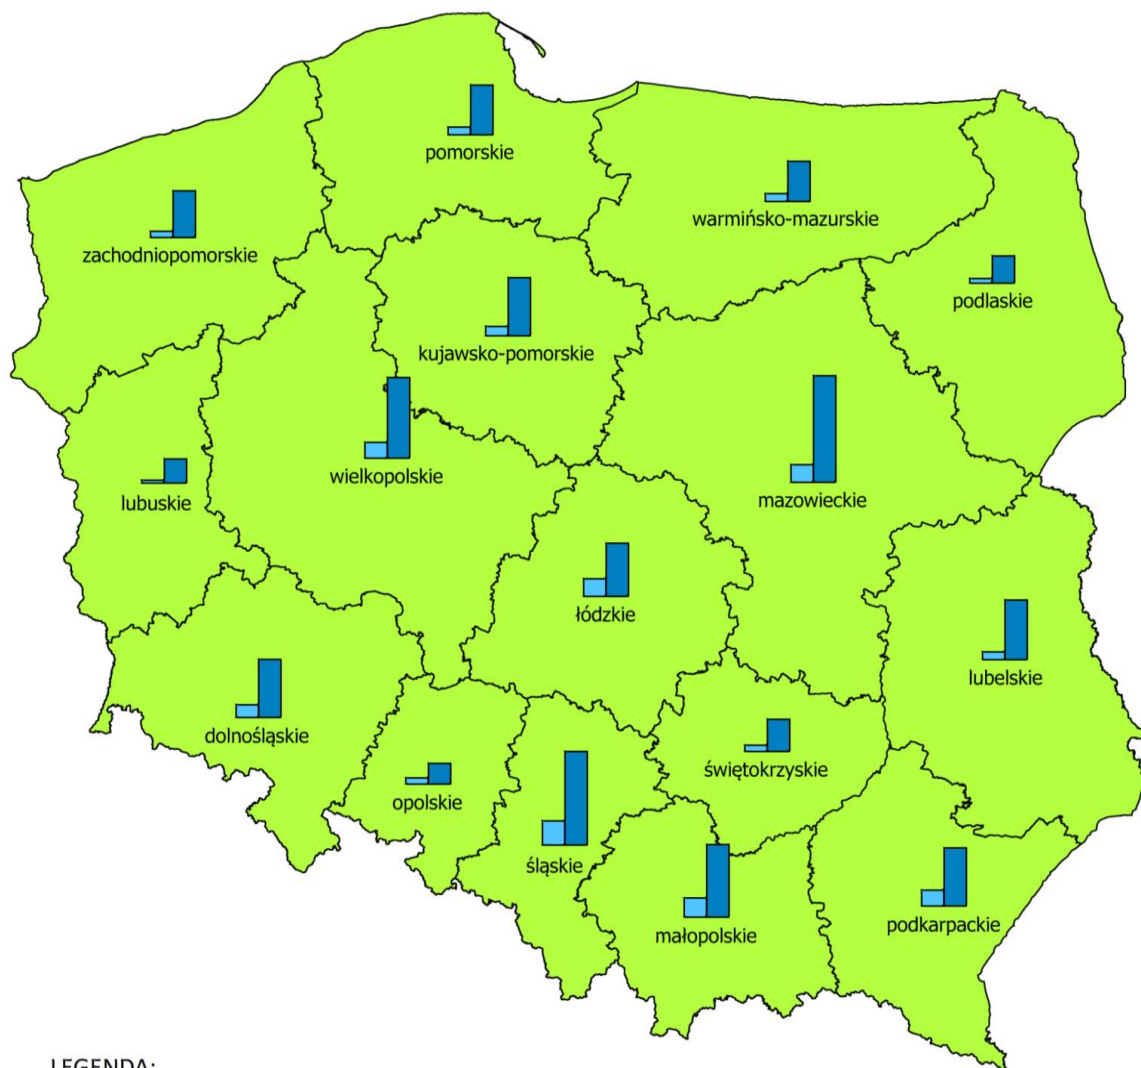 pomorskie
warmińsko-mazurskie
zachodniopomorskie
podlaskie
kujawsko-pomorskie
wielkopolskie
lubuskie
mazowieckie
łódzkie
lubelskie
dolnośląskie
świętokrzyskie
opolskie
śląskie
małopolskie
podkarpackie
LEGENDA: